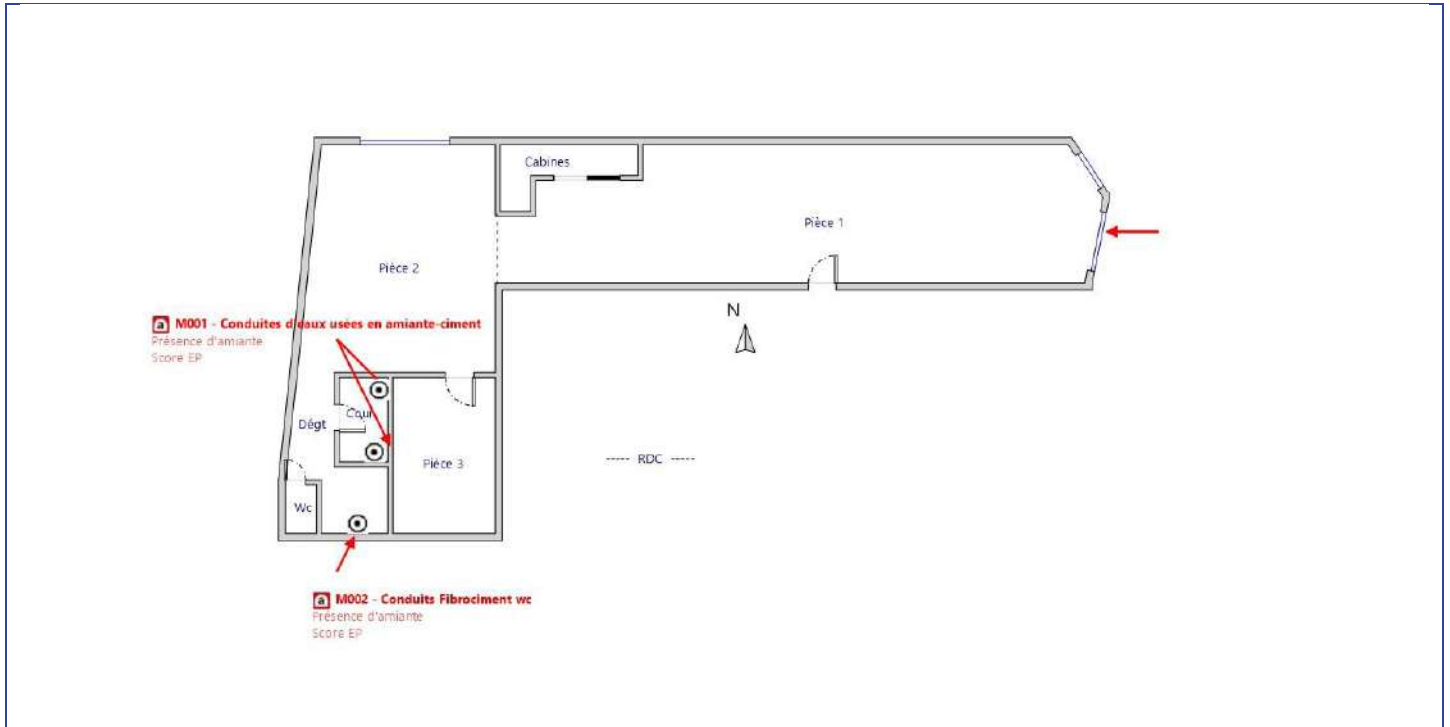 Cabines
Pièce 1
Pièce 2
a M001 - Conduites d'eaux usées en amiante-ciment
Présence d'amiante
Score EP
N
Cour
Dégt
Pièce 3
----- RDC -----
Wc
a M002 - Conduits Fibrociment wc
Présence d'amiante
Score EP